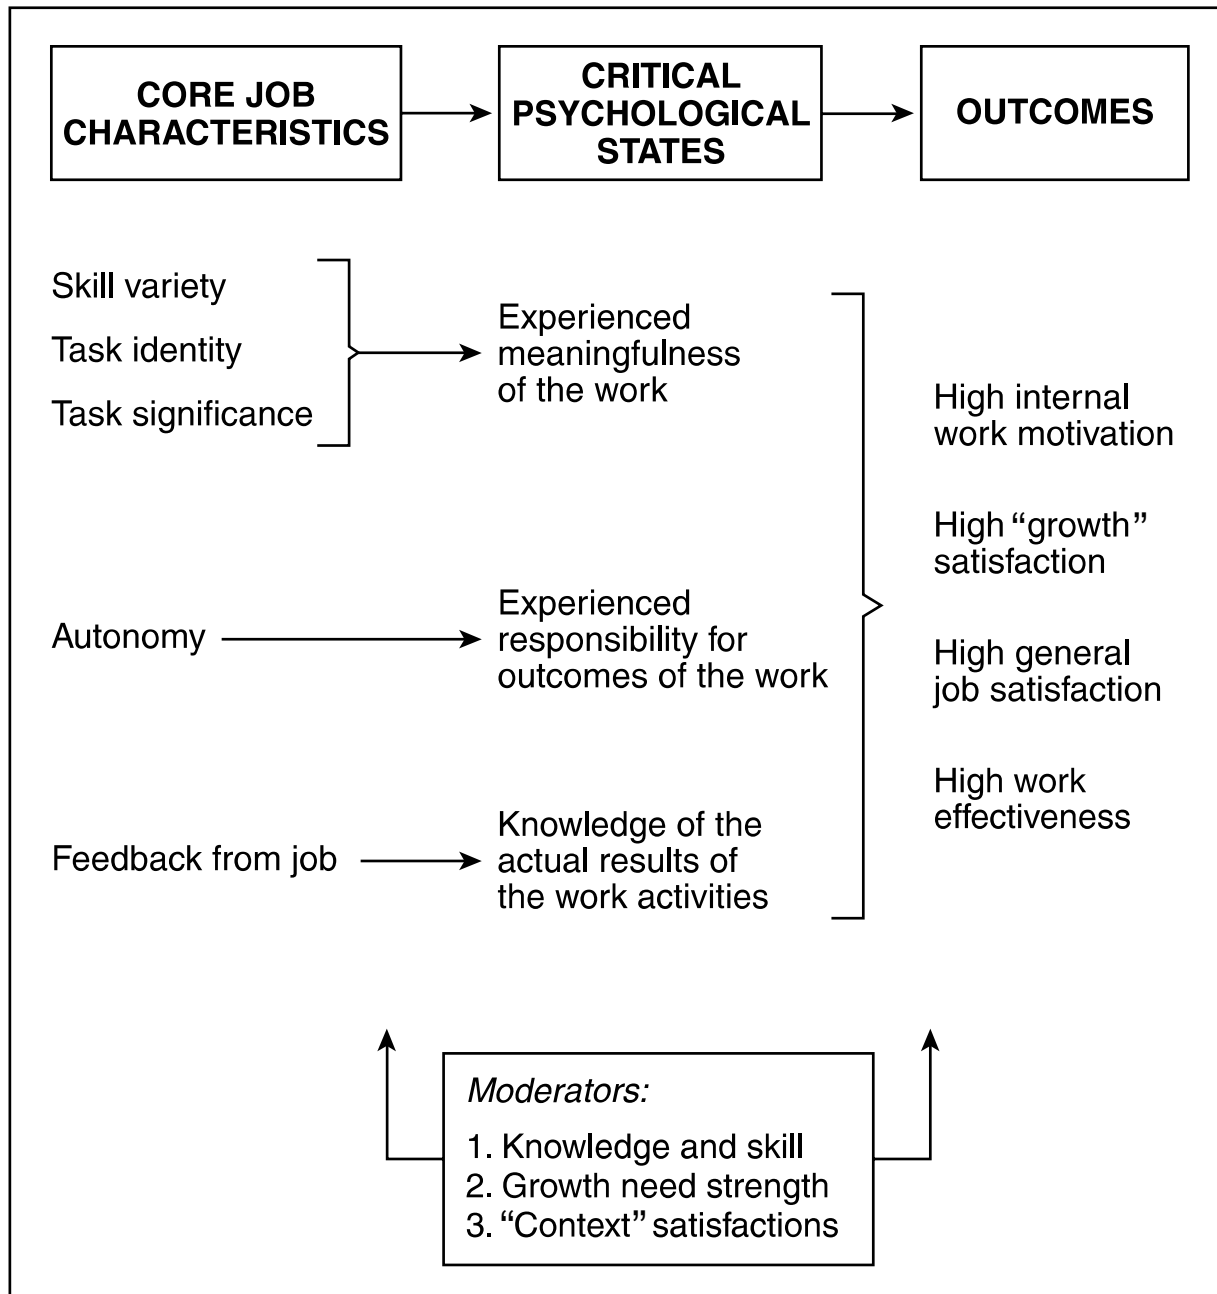 CORE JOB
CHARACTERISTICS
CRITICAL
PSYCHOLOGICAL
STATES
OUTCOMES
Skill variety
Task identity
Task significance
Experienced
meaningfulness
of the work
Autonomy
Experienced
responsibility for
outcomes of the work
Feedback from job
Knowledge of the
actual results of
the work activities
High internal
work motivation
High “growth”
satisfaction
High general
job satisfaction
High work
effectiveness
Moderators:
1. Knowledge and skill
2. Growth need strength
3. “Context” satisfactions